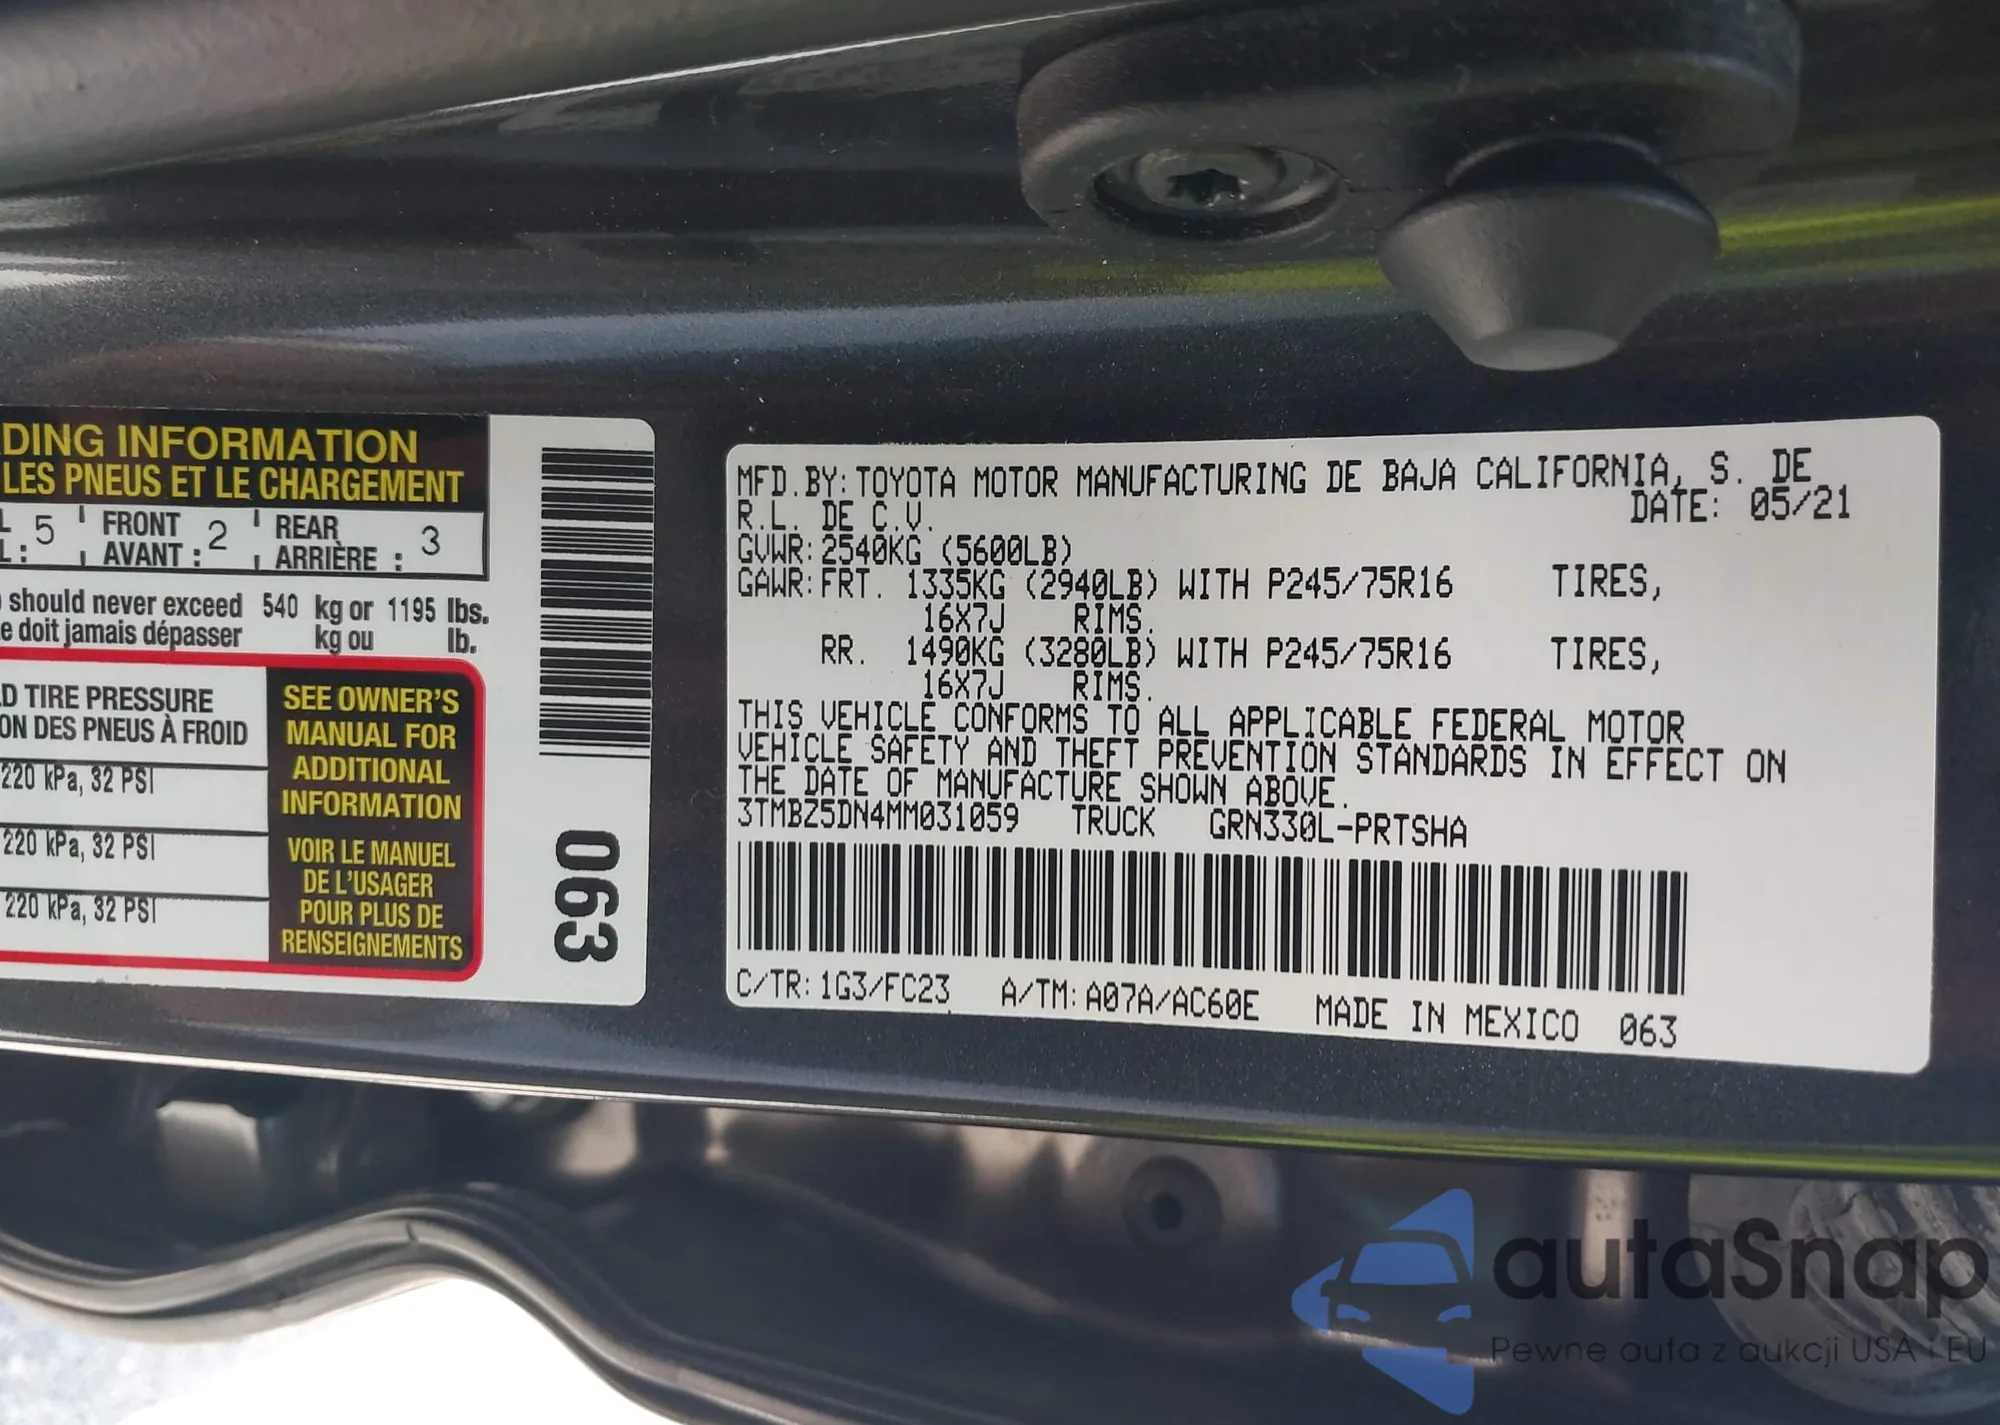 DING INFORMATION
LES PNEUS ET LE CHARGEMENT
5 FRONT 2 REAR 3
AVANT : ARRIÈRE :
should never exceed 540 kg or 1195 lbs.
e doit jamais dépasser kg ou lb.
D TIRE PRESSURE
ON DES PNEUS À FROID
220 kPa, 32 PSI
220 kPa, 32 PSI
220 kPa, 32 PSI
SEE OWNER'S
MANUAL FOR
ADDITIONAL
INFORMATION
VOIR LE MANUEL
DE L'USAGER
POUR PLUS DE
RENSEIGNEMENTS
063
MFD.BY: TOYOTA MOTOR MANUFACTURING DE BAJA CALIFORNIA, S. DE
R.L. DE C.V. DATE: 05/21
GVWR: 2540KG (5600LB)
GAWR: FRT. 1335KG (2940LB) WITH P245/75R16 TIRES,
16X7J RIMS.
RR. 1490KG (3280LB) WITH P245/75R16 TIRES,
16X7J RIMS.
THIS VEHICLE CONFORMS TO ALL APPLICABLE FEDERAL MOTOR
VEHICLE SAFETY AND THEFT PREVENTION STANDARDS IN EFFECT ON
THE DATE OF MANUFACTURE SHOWN ABOVE.
3TMBZ5DN4MM031059 TRUCK GRN330L-PRTSHA
C/TR: 1G3/FC23 A/TM: A07A/AC60E MADE IN MEXICO 063
autaSnap
Pewne auta z aukcji USA i EU